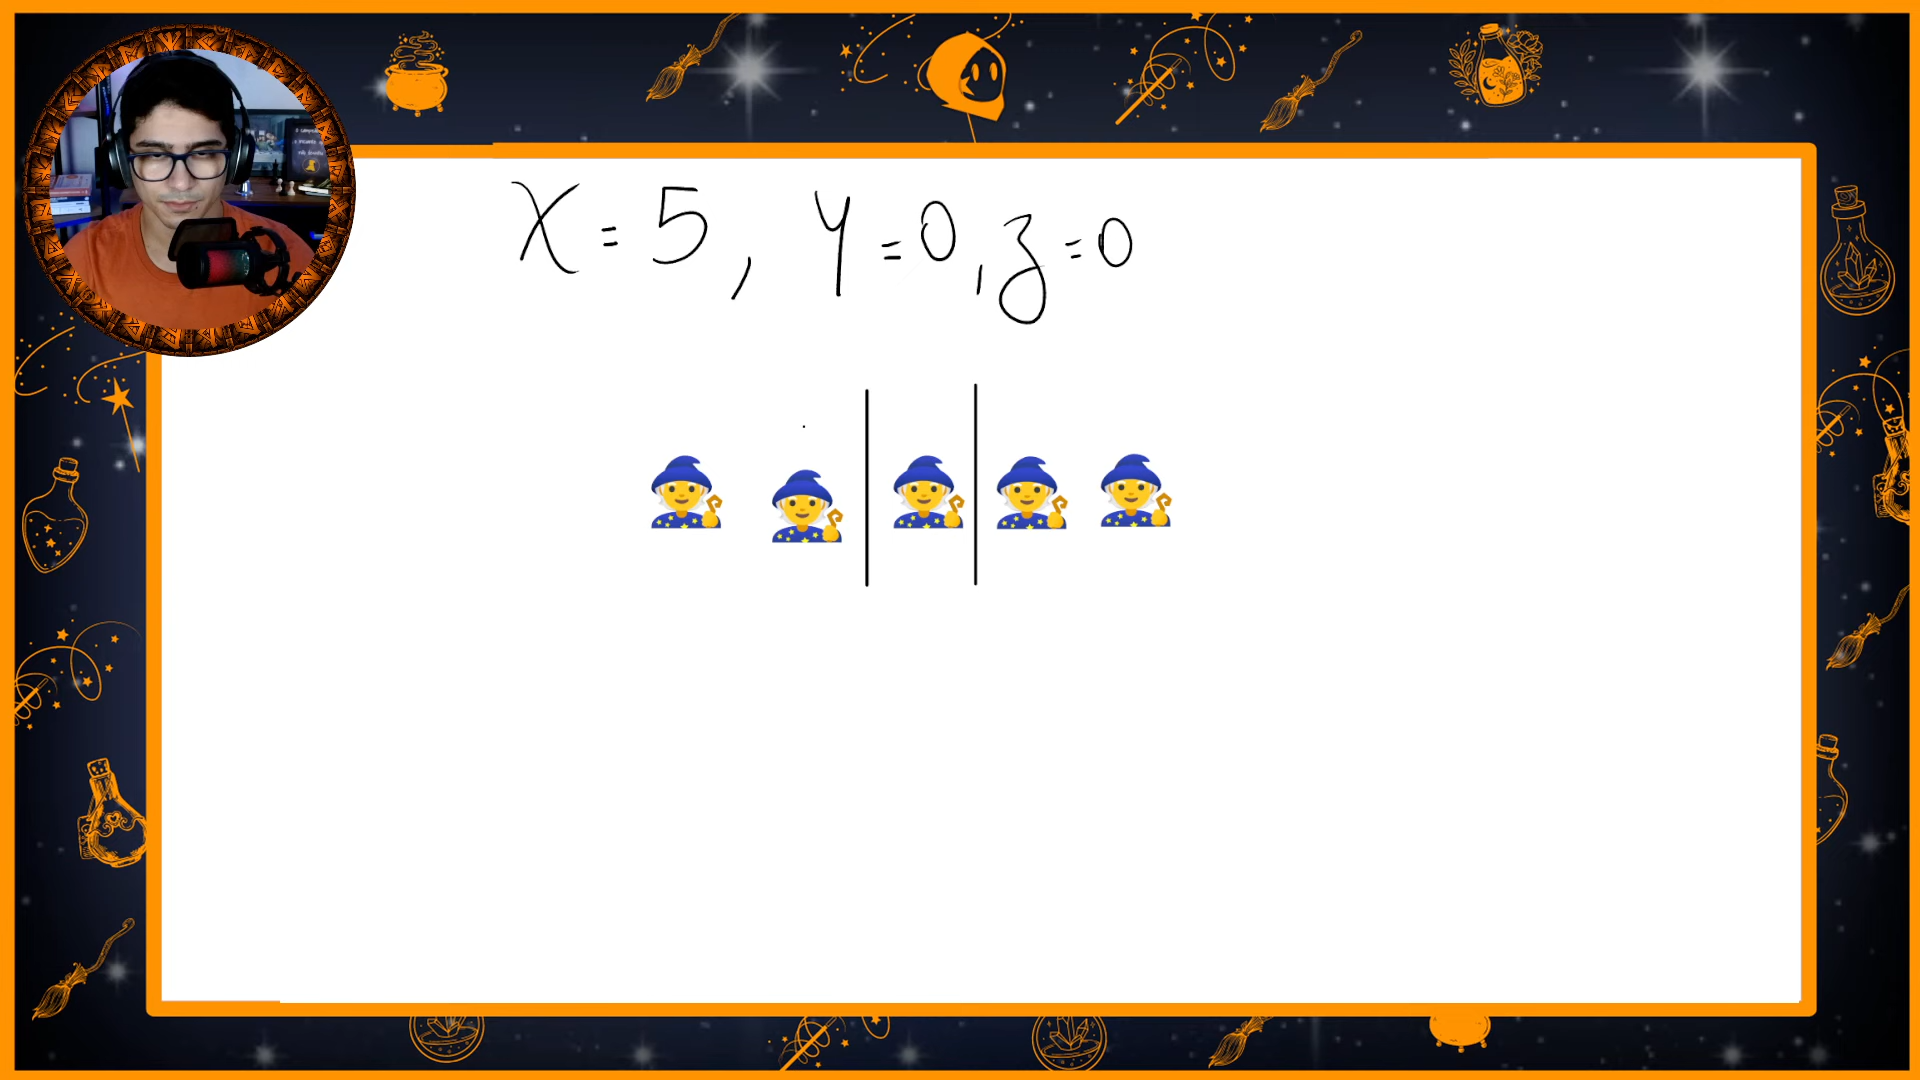 X = 5, y = 0, z = 0